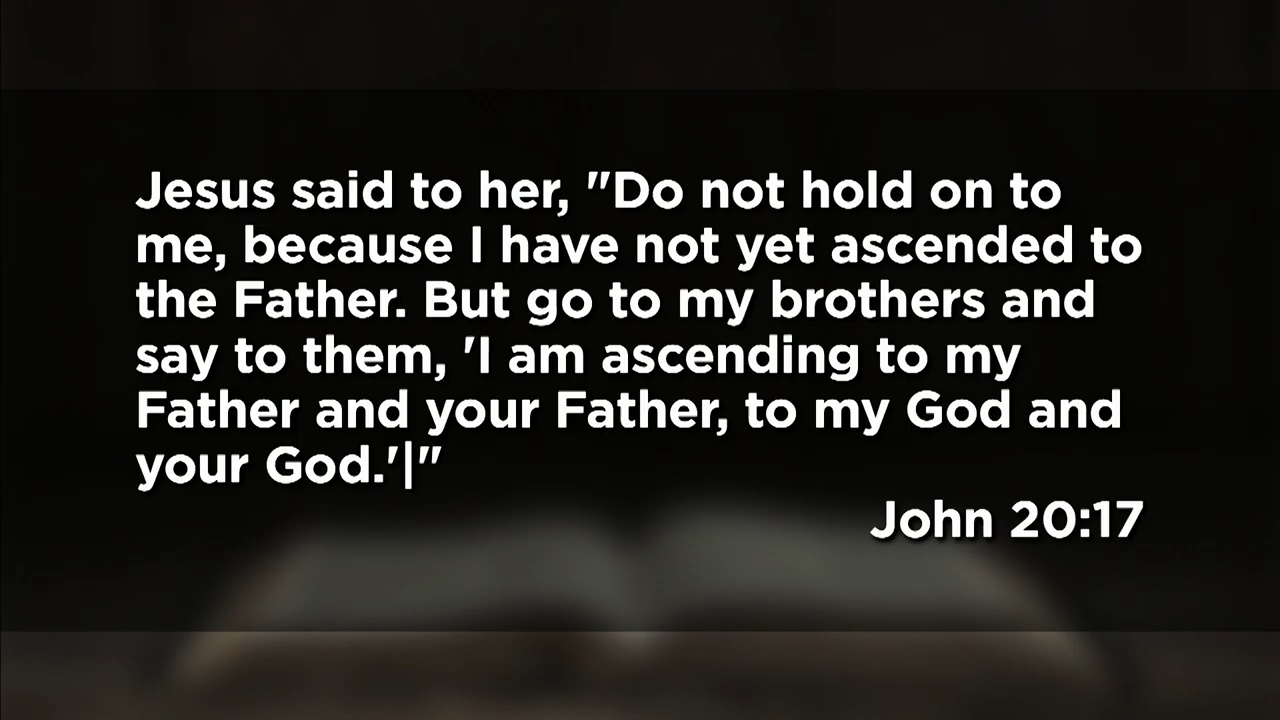 Jesus said to her, "Do not hold on to
me, because I have not yet ascended to
the Father. But go to my brothers and
say to them, 'I am ascending to my
Father and your Father, to my God and
your God.'|"
John 20:17